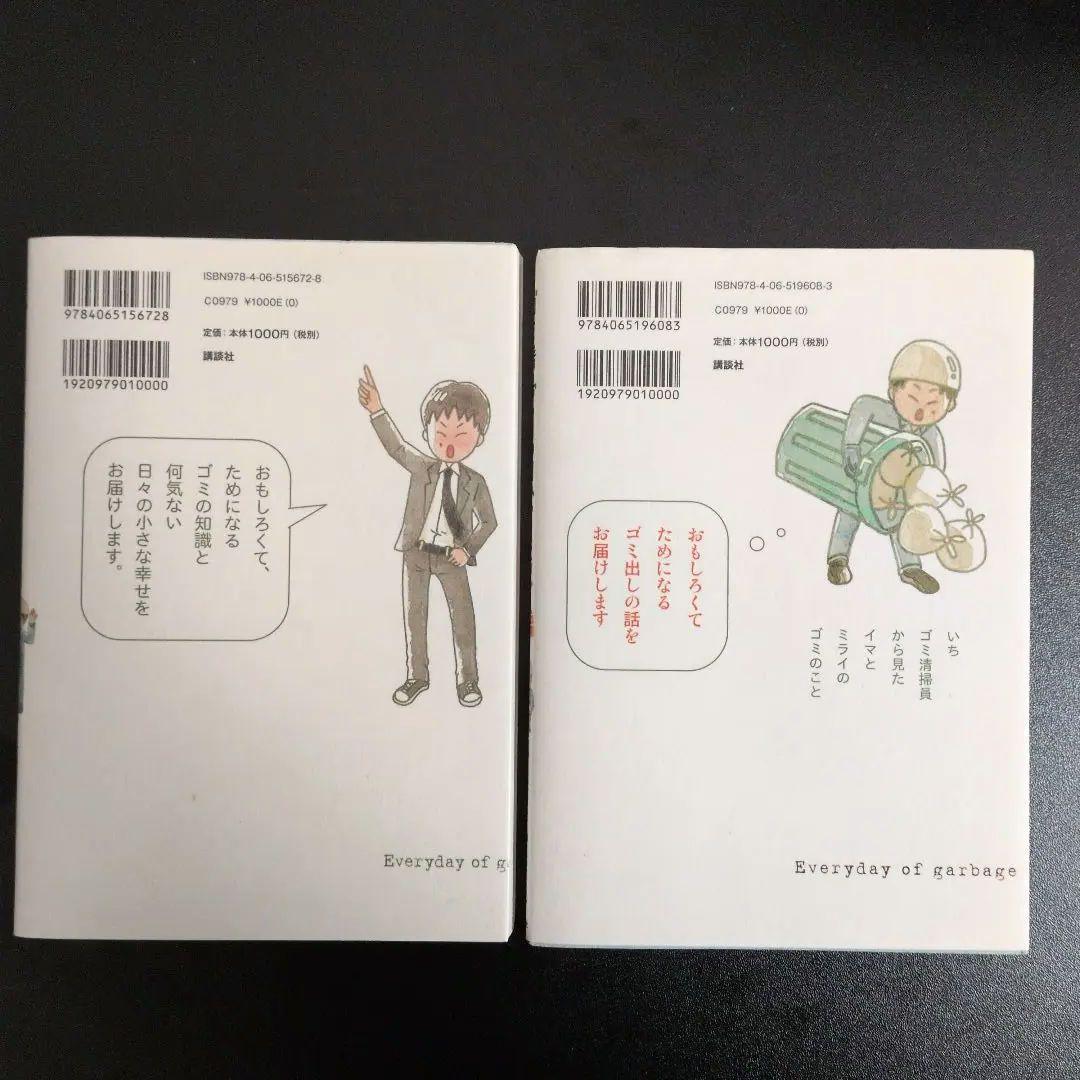 ISBN978-4-06-515672-8
9784065156728
C0979 ¥1000E(0)
定価：本体1000円（税別）
講談社
1920979010000
おもしろくて、
ためになる
ゴミの知識と
何気ない
日々の小さな幸せを
お届けします。
Everyday of g
ISBN978-4-06-519608-3
9784065196083
C0979 ¥1000E(0)
定価：本体1000円（税別）
講談社
1920979010000
おもしろくて
ためになる
ゴミ出しの話を
お届けします
いち
ゴミ清掃員
から見た
イマと
ミライの
ゴミのこと
Everyday of garbage